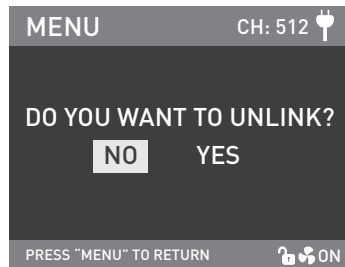 MENU CH: 512
DO YOU WANT TO UNLINK?
NO YES
PRESS "MENU" TO RETURN ON